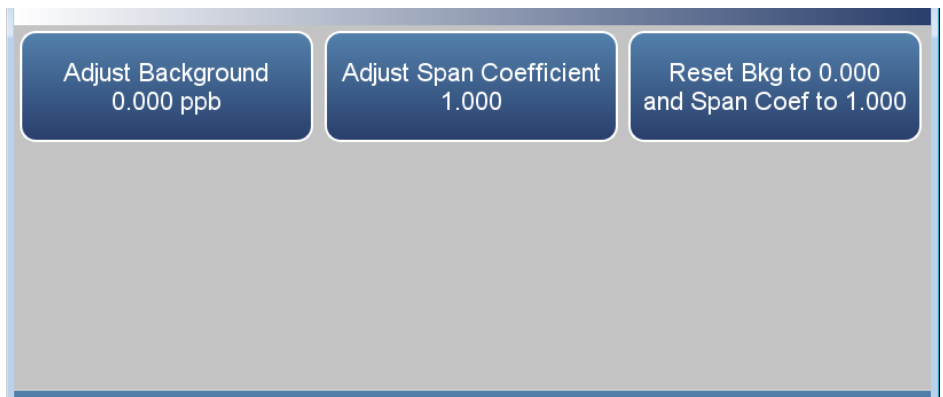 Adjust Background
0.000 ppb
Adjust Span Coefficient
1.000
Reset Bkg to 0.000
and Span Coef to 1.000